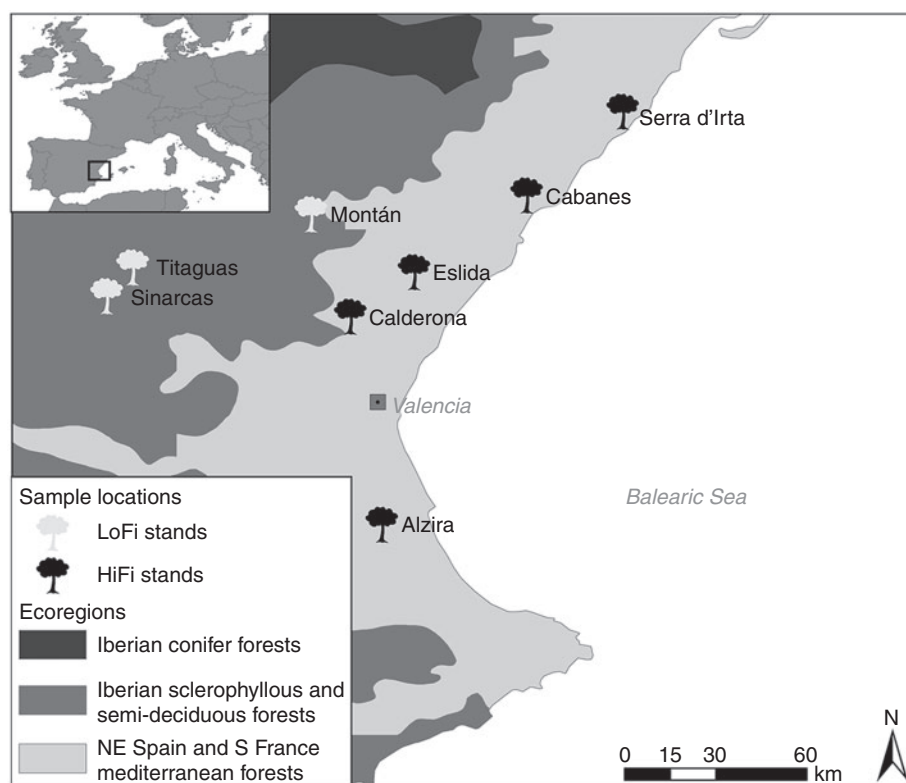 Serra d'Irta
Cabanes
Montán
Titaguas
Eslida
Sinarcas
Calderona
Valencia
Sample locations
LoFi stands
HiFi stands
Ecoregions
Iberian conifer forests
Iberian sclerophyllous and
semi-deciduous forests
NE Spain and S France
mediterranean forests
Alzira
Balearic Sea
N
0 15 30 60
km